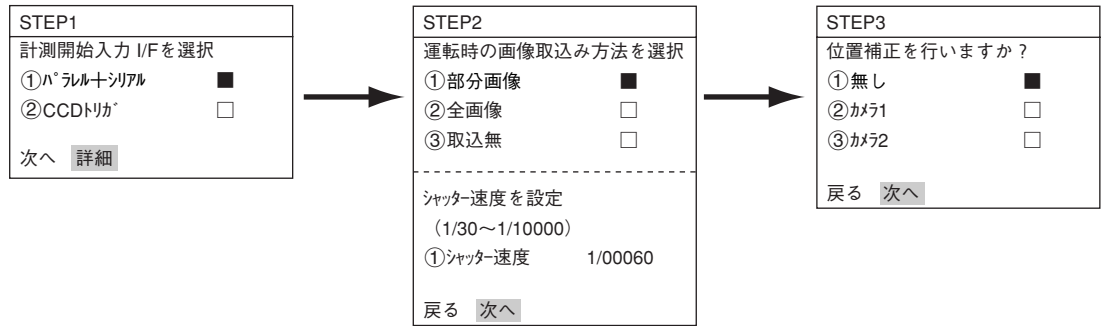 STEP1
計測開始入力 I/Fを選択
①ﾊﾟﾗﾚﾙ＋ｼﾘｱﾙ ■
②CCDﾄﾘｶﾞ □
次へ 詳細
STEP2
運転時の画像取込み方法を選択
①部分画像 ■
②全画像 □
③取込無 □
ｼｬｯﾀｰ速度を設定
（1/30～1/10000）
①ｼｬｯﾀｰ速度 1/00060
戻る 次へ
STEP3
位置補正を行いますか？
①無し ■
②ｶﾒﾗ1 □
③ｶﾒﾗ2 □
戻る 次へ